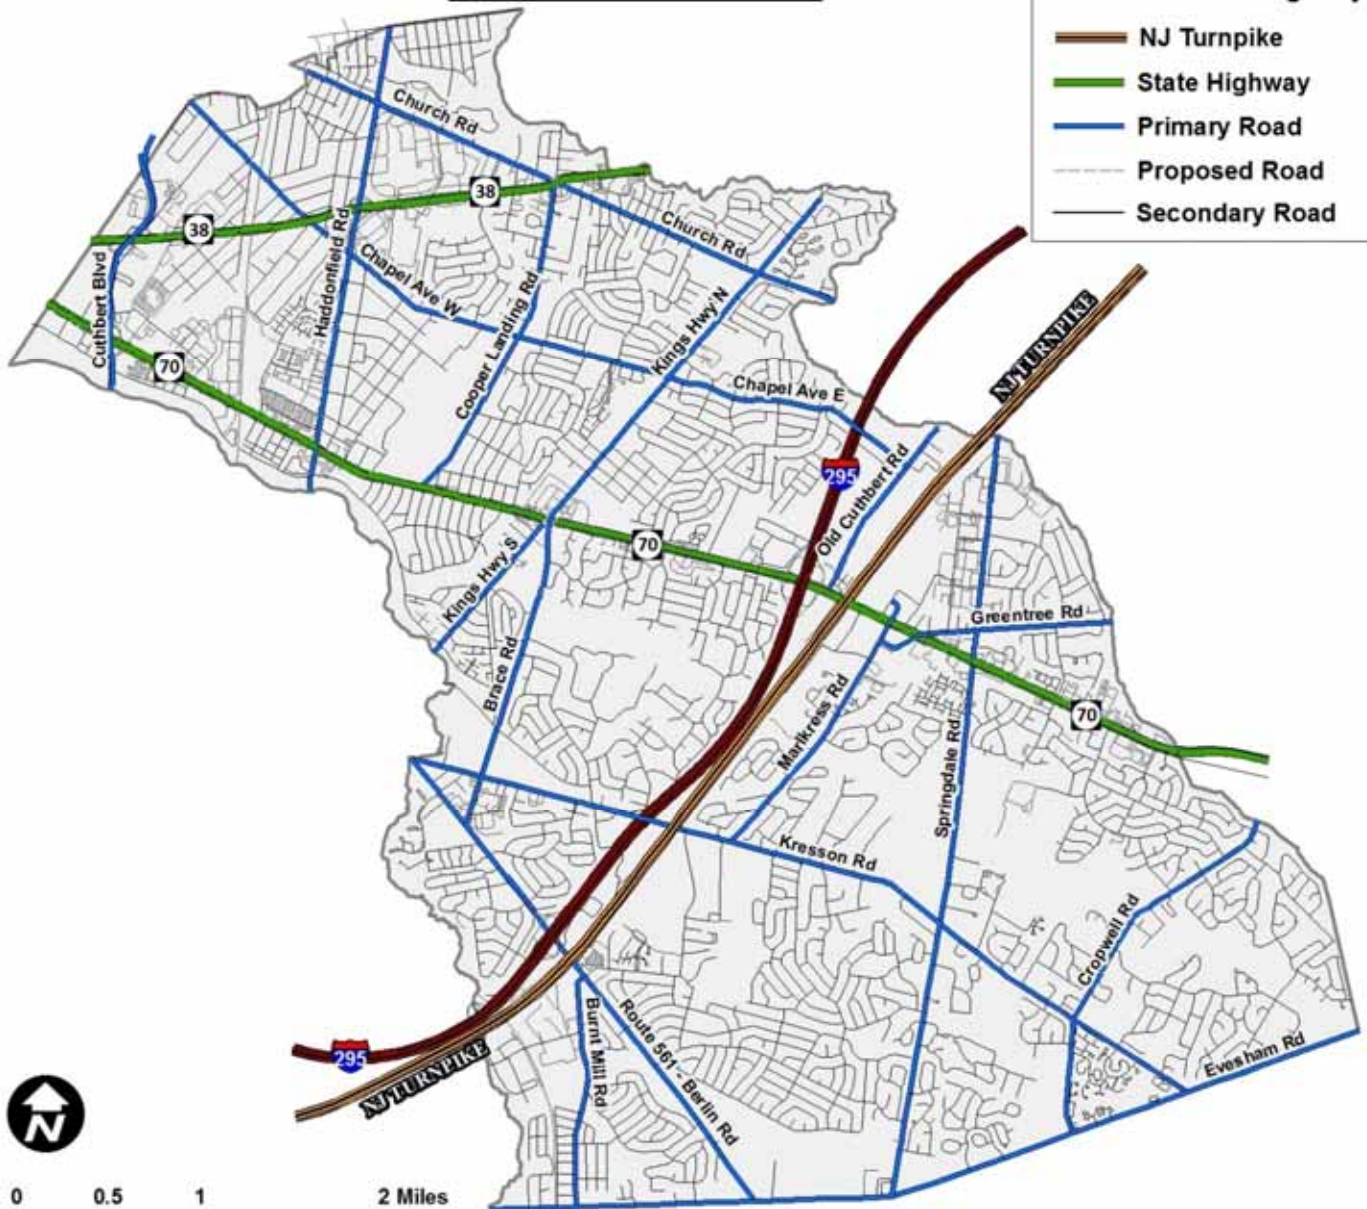 NJ Turnpike
State Highway
Primary Road
Proposed Road
Secondary Road
Church Rd
38
38
Church Rd
Haddonfield Rd
Chapel Ave W
Cuthbert Blvd
Cooper Landing Rd
Kings Hwy N
NJ TURNPIKE
70
Chapel Ave E
295
Old Cuthbert Rd
70
Kings Hwy S
Greentree Rd
Brace Rd
Marlkress Rd
70
Springdale Rd
Kresson Rd
Cropwell Rd
Burnt Mill Rd
Route 561 - Berlin Rd
Evesham Rd
295
NJ TURNPIKE
N
0 0.5 1 2 Miles